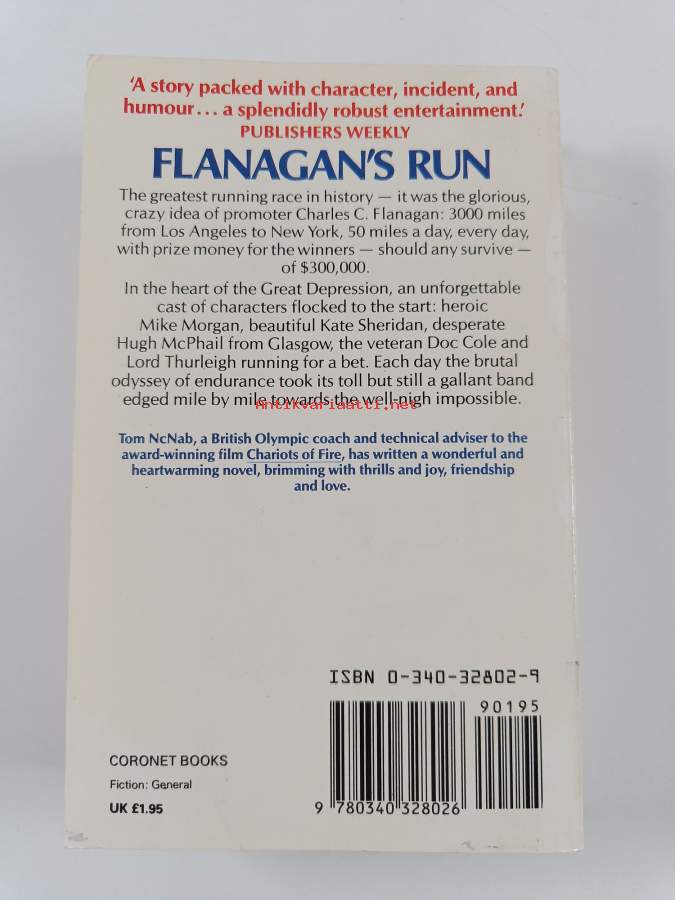 'A story packed with character, incident, and
humour... a splendidly robust entertainment.'
PUBLISHERS WEEKLY
FLANAGAN'S RUN
The greatest running race in history — it was the glorious,
crazy idea of promoter Charles C. Flanagan: 3000 miles
from Los Angeles to New York, 50 miles a day, every day,
with prize money for the winners — should any survive —
of $300,000.
In the heart of the Great Depression, an unforgettable
cast of characters flocked to the start: heroic
Mike Morgan, beautiful Kate Sheridan, desperate
Hugh McPhail from Glasgow, the veteran Doc Cole and
Lord Thurleigh running for a bet. Each day the brutal
odyssey of endurance took its toll but still a gallant band
edged mile by mile towards the well-nigh impossible.
Antikvariaatti.net
Tom NcNab, a British Olympic coach and technical adviser to the
award-winning film Chariots of Fire, has written a wonderful and
heartwarming novel, brimming with thrills and joy, friendship
and love.
ISBN 0-340-32802-9
90195
CORONET BOOKS
Fiction: General
UK £1.95
9 780340 328026